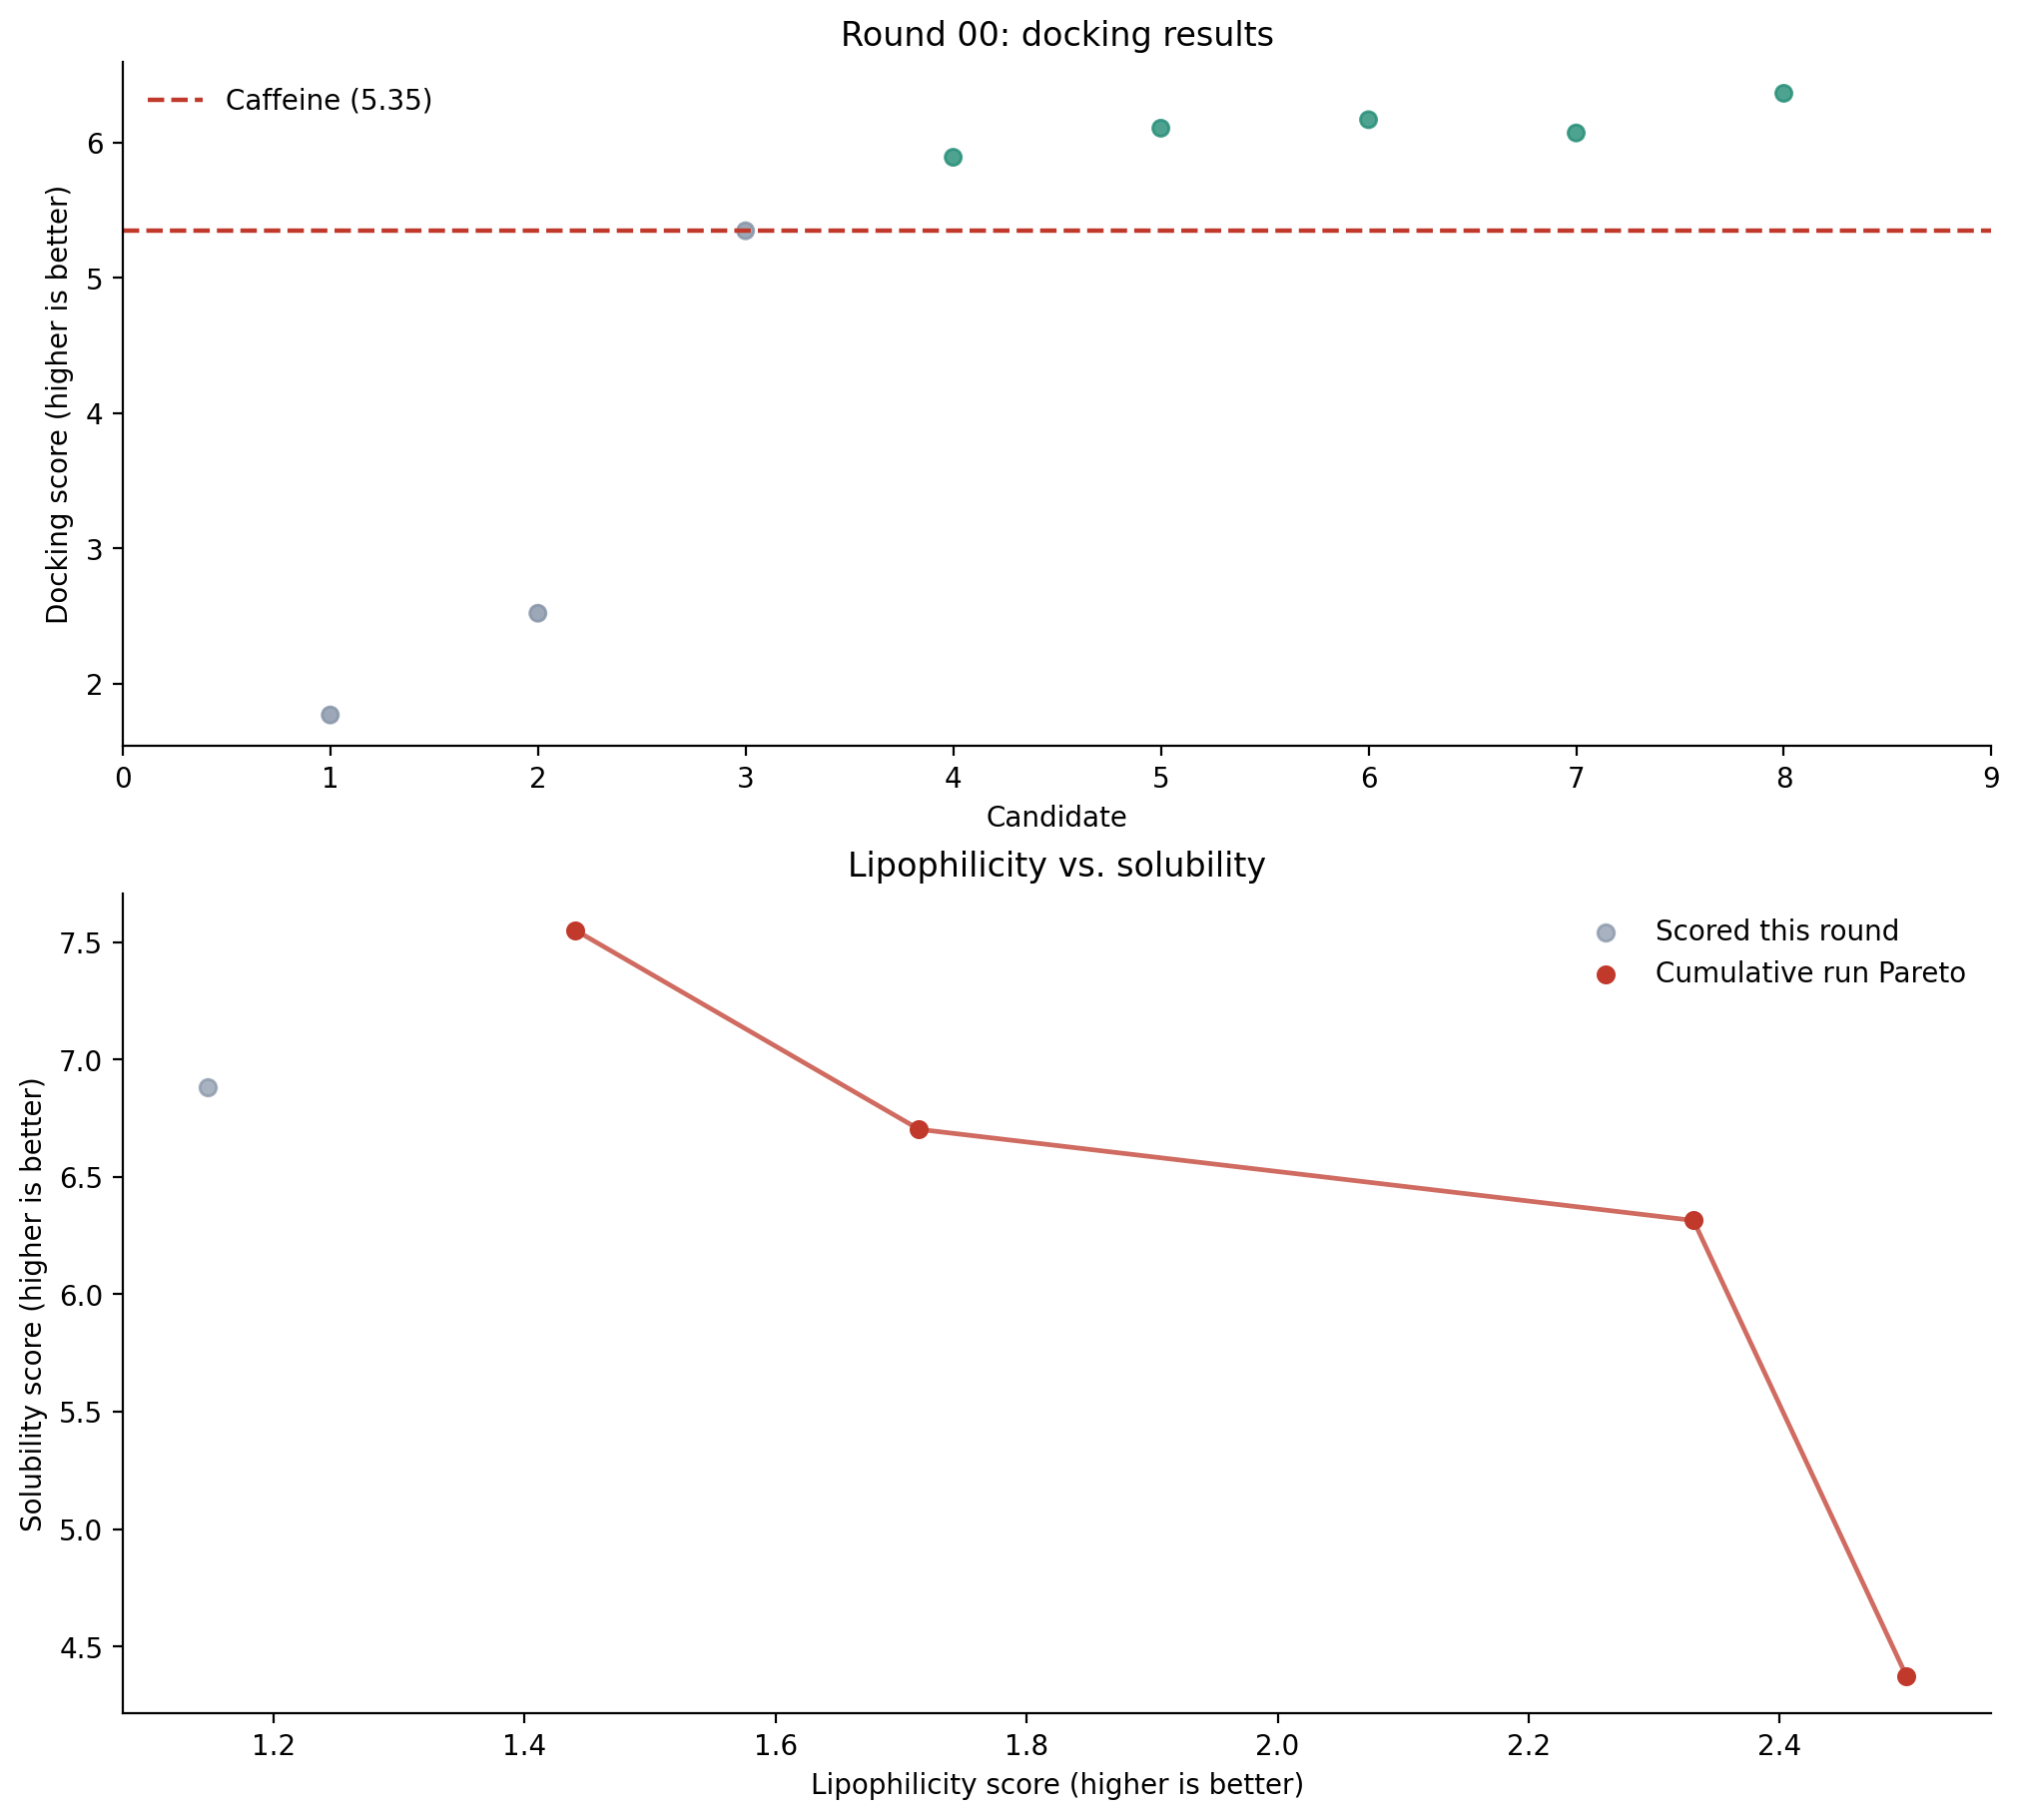 Round 00: docking results
Caffeine (5.35)
Docking score (higher is better)
6
5
4
3
2
0 1 2 3 4 5 6 7 8 9
Candidate
Lipophilicity vs. solubility
Scored this round
Cumulative run Pareto
Solubility score (higher is better)
7.5
7.0
6.5
6.0
5.5
5.0
4.5
1.2 1.4 1.6 1.8 2.0 2.2 2.4
Lipophilicity score (higher is better)